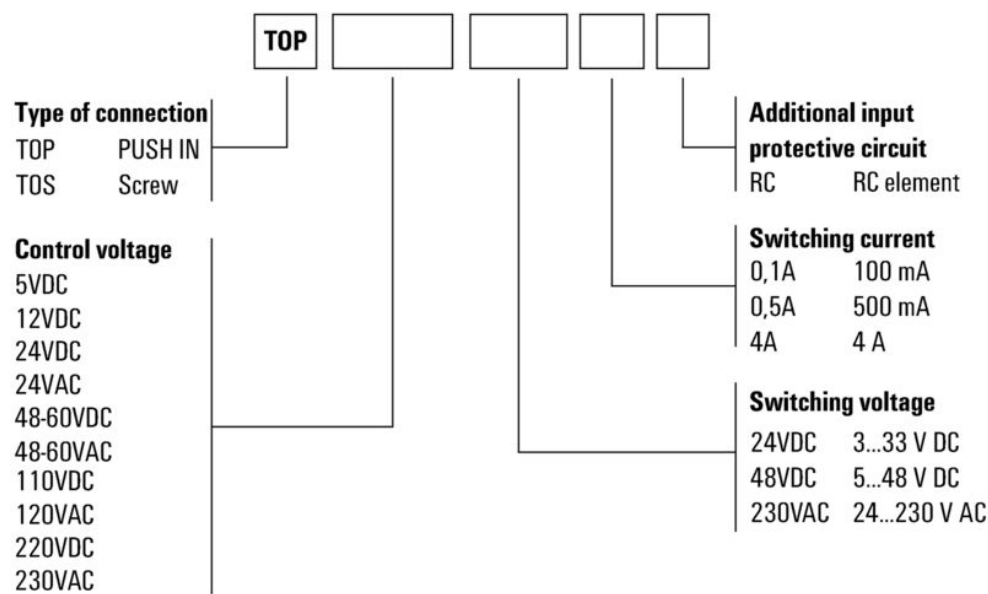 TOP
Type of connection
TOP PUSH IN
TOS Screw
Control voltage
5VDC
12VDC
24VDC
24VAC
48-60VDC
48-60VAC
110VDC
120VAC
220VDC
230VAC
Additional input
protective circuit
RC RC element
Switching current
0,1A 100 mA
0,5A 500 mA
4A 4 A
Switching voltage
24VDC 3...33 V DC
48VDC 5...48 V DC
230VAC 24...230 V AC